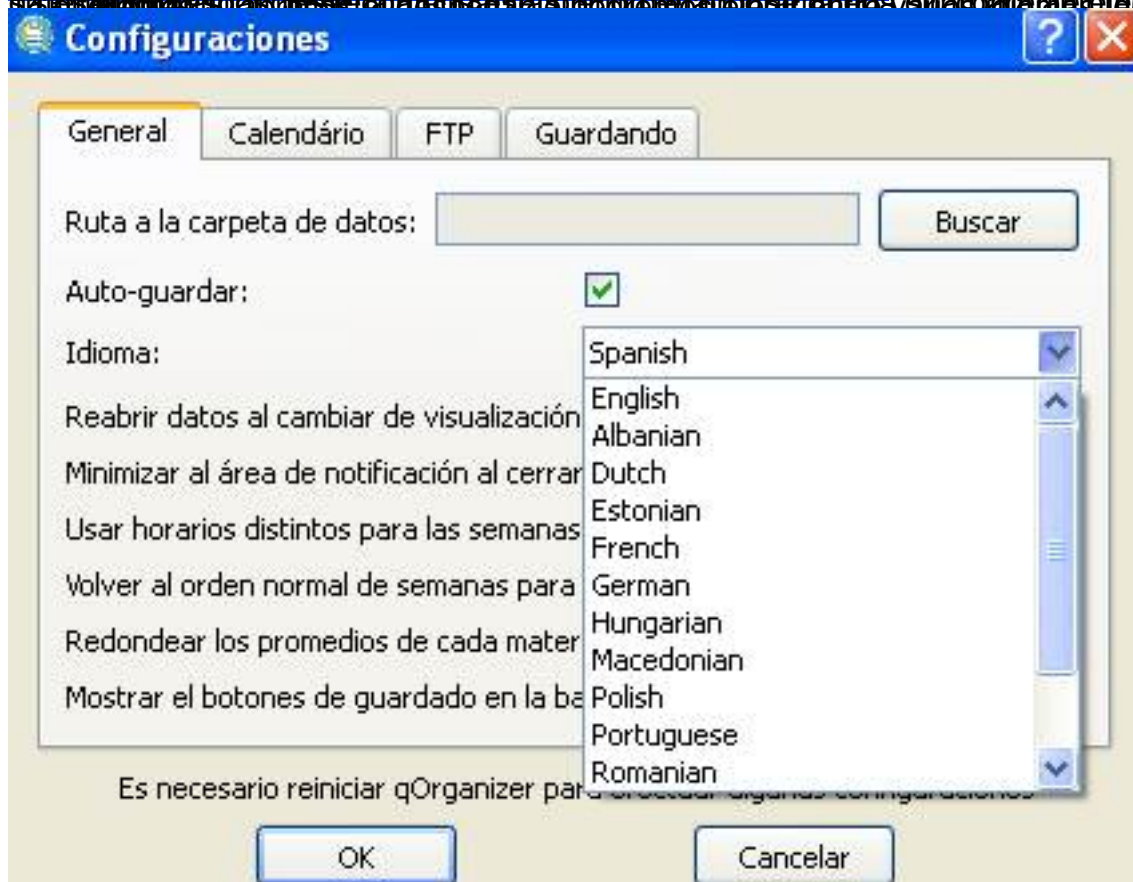 Configuraciones
General Calendário FTP Guardando
Ruta a la carpeta de datos: Buscar
Auto-guardar:
Idioma: Spanish
English
Reabrir datos al cambiar de visualización
Albanian
Minimizar al área de notificación al cerrar Dutch
Estonian
Usar horarios distintos para las semanas
French
Volver al orden normal de semanas para German
Hungarian
Redondear los promedios de cada mater
Macedonian
Mostrar el botones de guardado en la ba Polish
Portuguese
Romanian
Es necesario reiniciar qOrganizer para
OK Cancelar